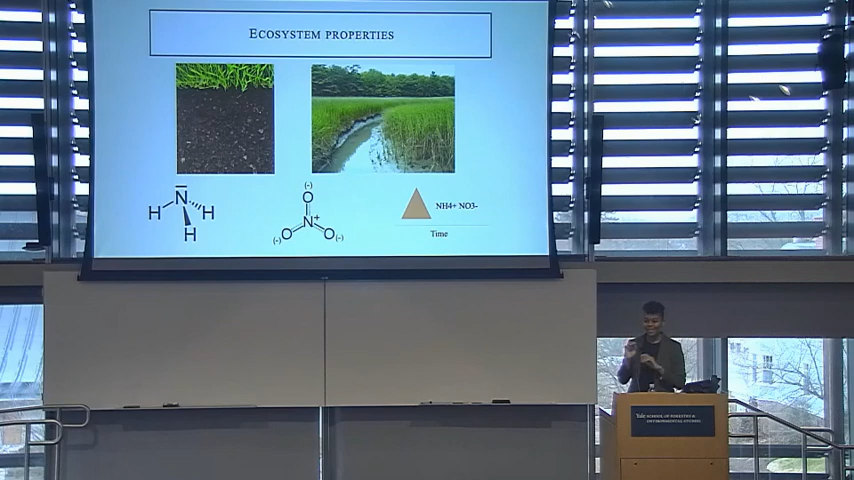 ECOSYSTEM PROPERTIES
N
H
H
H
(-)
O
N+
O
O
(-)
(-)
NH4+ NO3-
Time
Yale SCHOOL OF FORESTRY &
ENVIRONMENTAL STUDIES